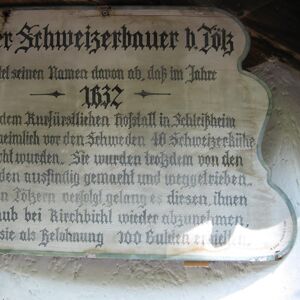 er Schweizerbauer b. Tölz
tet seinen Namen davon ab, daß im Jahre
1632
dem Kurfürstlichen Hofstall in Schleißheim
heimlich vor den Schweden 46 Schweizerkühe
cht wurden. Sie wurden trotzdem von den
den ausfindig gemacht und weggetrieben.
n Tölzern verfolgt, gelang es diesen, ihnen
aub bei Kirchbichl wieder abzunehmen,
sie als Belohnung 100 Gulden erhielten.